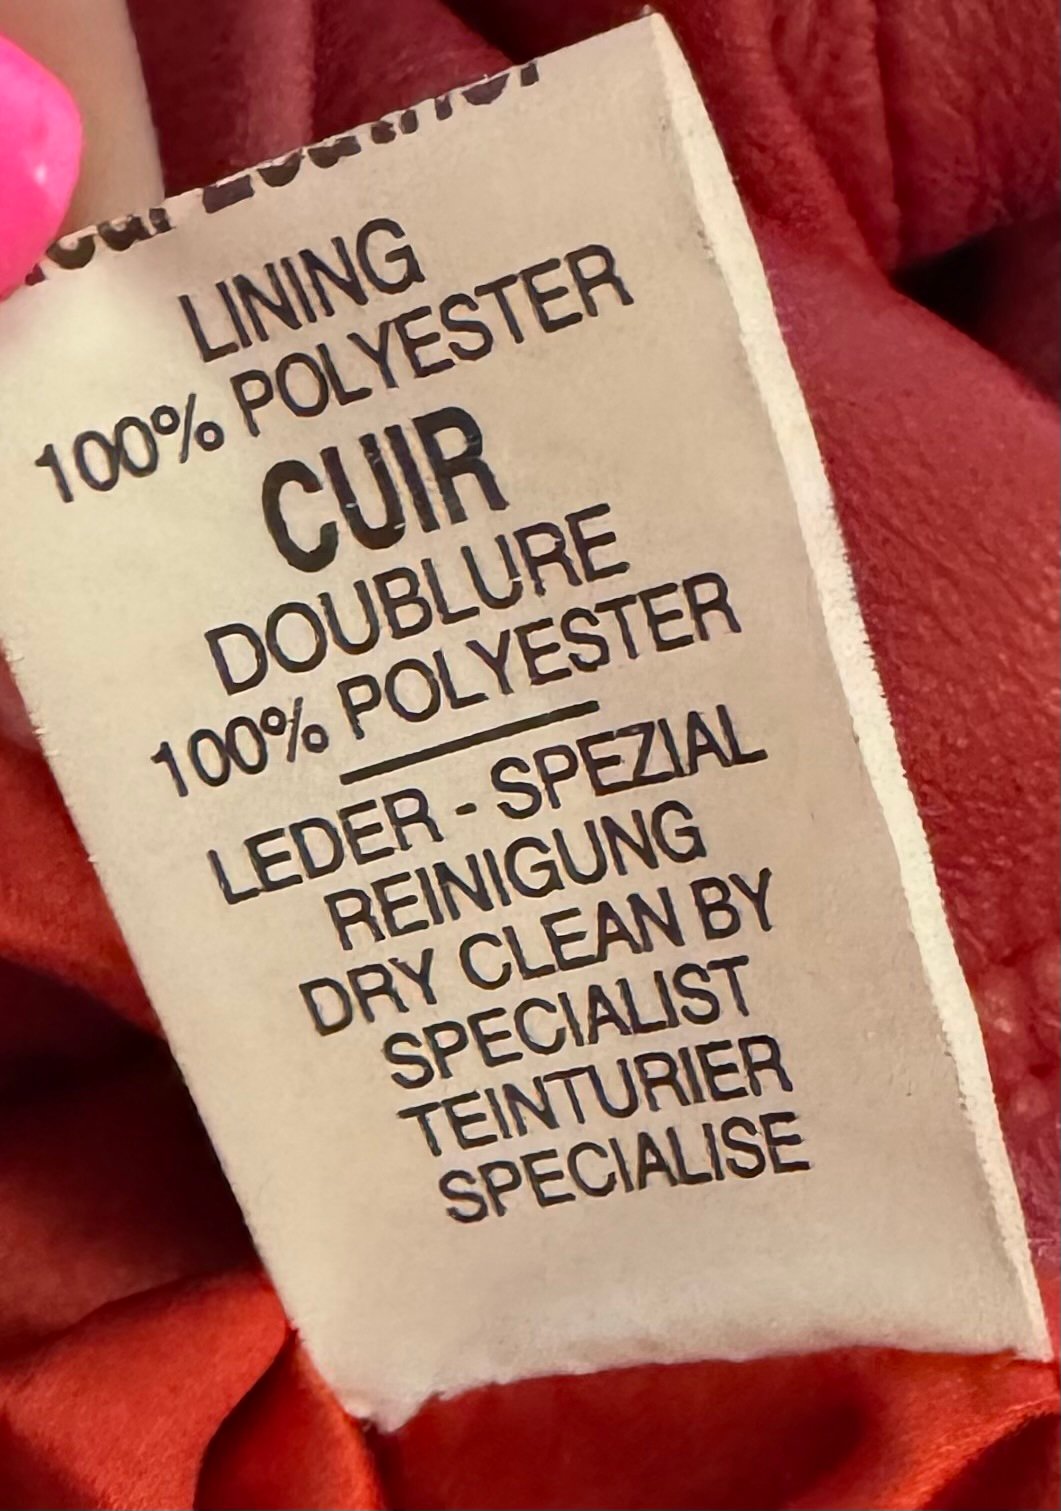 LINING
100% POLYESTER
CUIR
DOUBLURE
100% POLYESTER
LEDER - SPEZIAL
REINIGUNG
DRY CLEAN BY
SPECIALIST
TEINTURIER
SPECIALISE